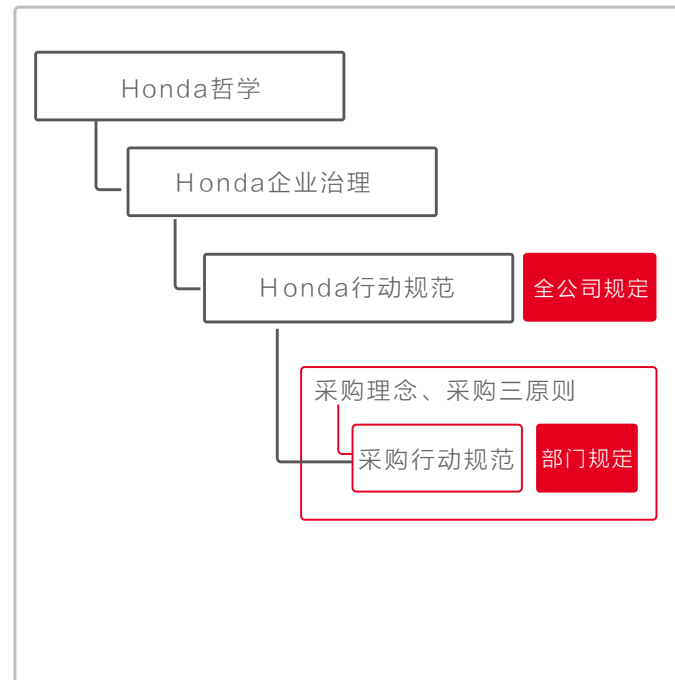 Honda哲学
Honda企业治理
Honda行动规范
全公司规定
采购理念、采购三原则
采购行动规范
部门规定